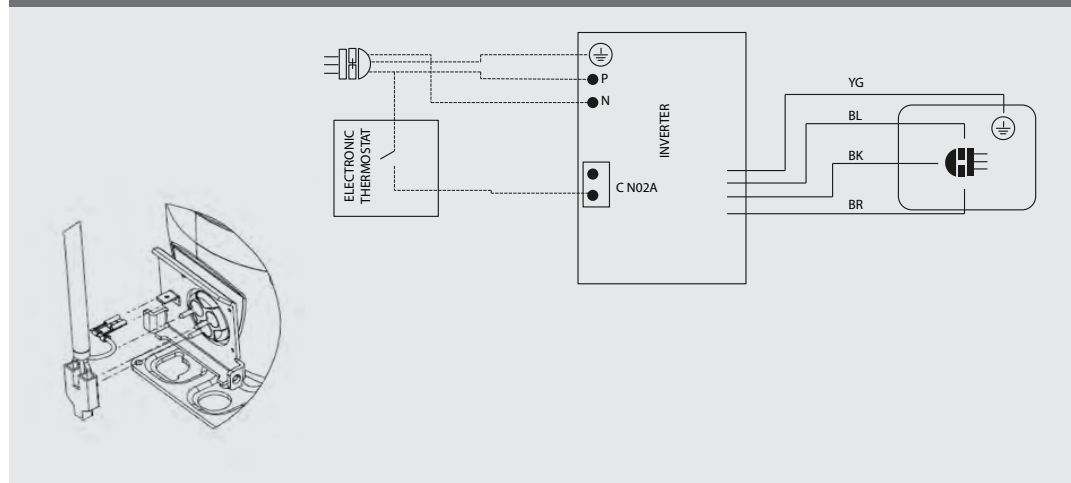 P
N
ELECTRONIC
THERMOSTAT
INVERTER
C N02A
YG
BL
BK
BR